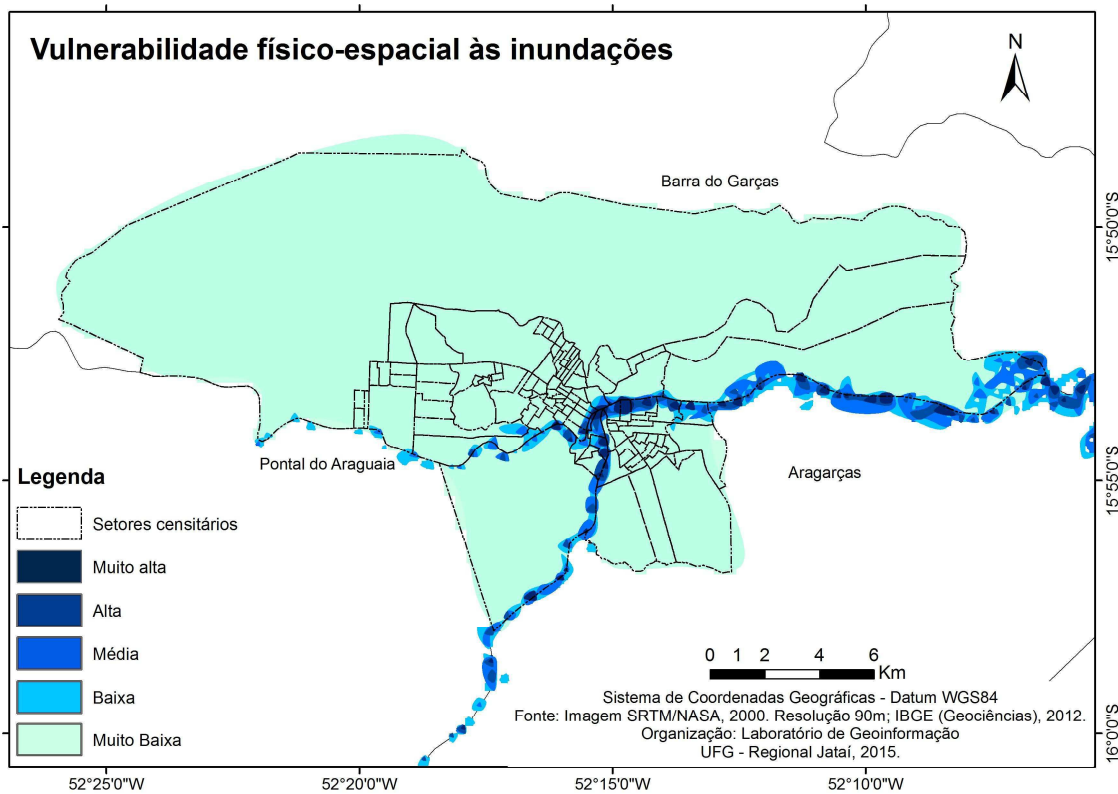 Vulnerabilidade físico-espacial às inundações
N
Barra do Garças
15°50'0"S
Pontal do Araguaia
Aragarças
15°55'0"S
Legenda
Setores censitários
Muito alta
Alta
Média
Baixa
Muito Baixa
0 1 2 4 6
Km
Sistema de Coordenadas Geográficas - Datum WGS84
Fonte: Imagem SRTM/NASA, 2000. Resolução 90m; IBGE (Geociências), 2012.
Organização: Laboratório de Geoinformação
UFG - Regional Jataí, 2015.
16°0'0"S
52°25'0"W 52°20'0"W 52°15'0"W 52°10'0"W